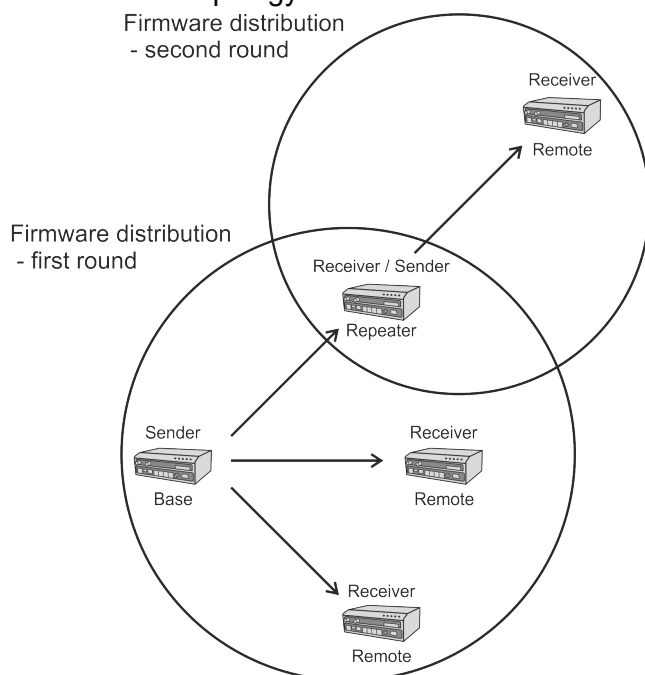 Firmware distribution
- second round
Receiver
Remote
Firmware distribution
- first round
Receiver / Sender
Repeater
Sender
Base
Receiver
Remote
Receiver
Remote